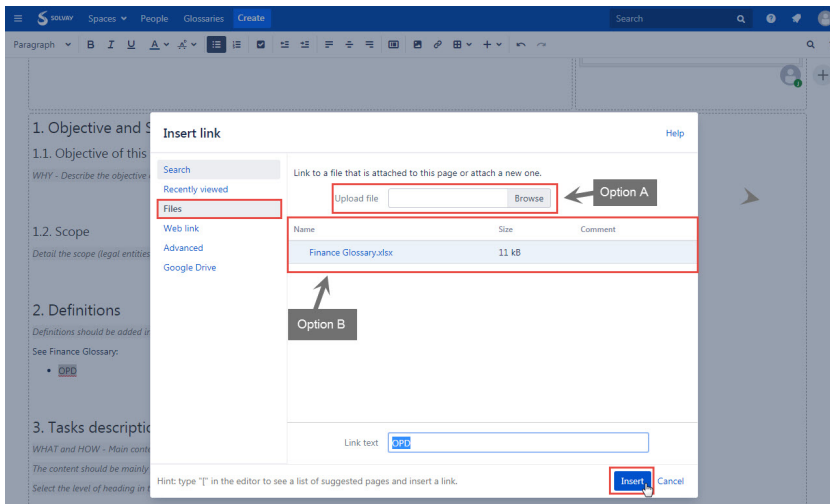 SOLVAY Spaces People Glossaries Create Search
Paragraph B I U A
1. Objective and S
1.1. Objective of this
WHY - Describe the objective
1.2. Scope
Detail the scope (legal entities
2. Definitions
Definitions should be added in
See Finance Glossary:
• OPD
3. Tasks descriptio
WHAT and HOW - Main conte
The content should be mainly
Select the level of heading in t
Insert link
Help
Search
Recently viewed
Files
Web link
Advanced
Google Drive
Link to a file that is attached to this page or attach a new one.
Upload file Browse
Option A
Name Size Comment
Finance Glossary.xlsx 11 kB
Option B
Link text OPD
Hint: type "[" in the editor to see a list of suggested pages and insert a link.
Insert Cancel